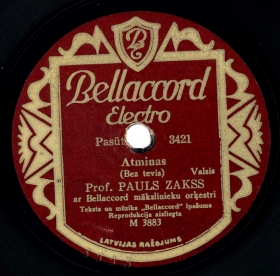 B
Bellaccord
Electro
3421
Atminas
(Bez tevis) Valsis
Prof. PAULS ZAKSS
ar Bellaccord mākslinieku orķestri
Teksts un mūzika „Bellaccord" īpašums
Reprodukcija aizliegta
M 3883
LATVIJAS RAŽOJUMS